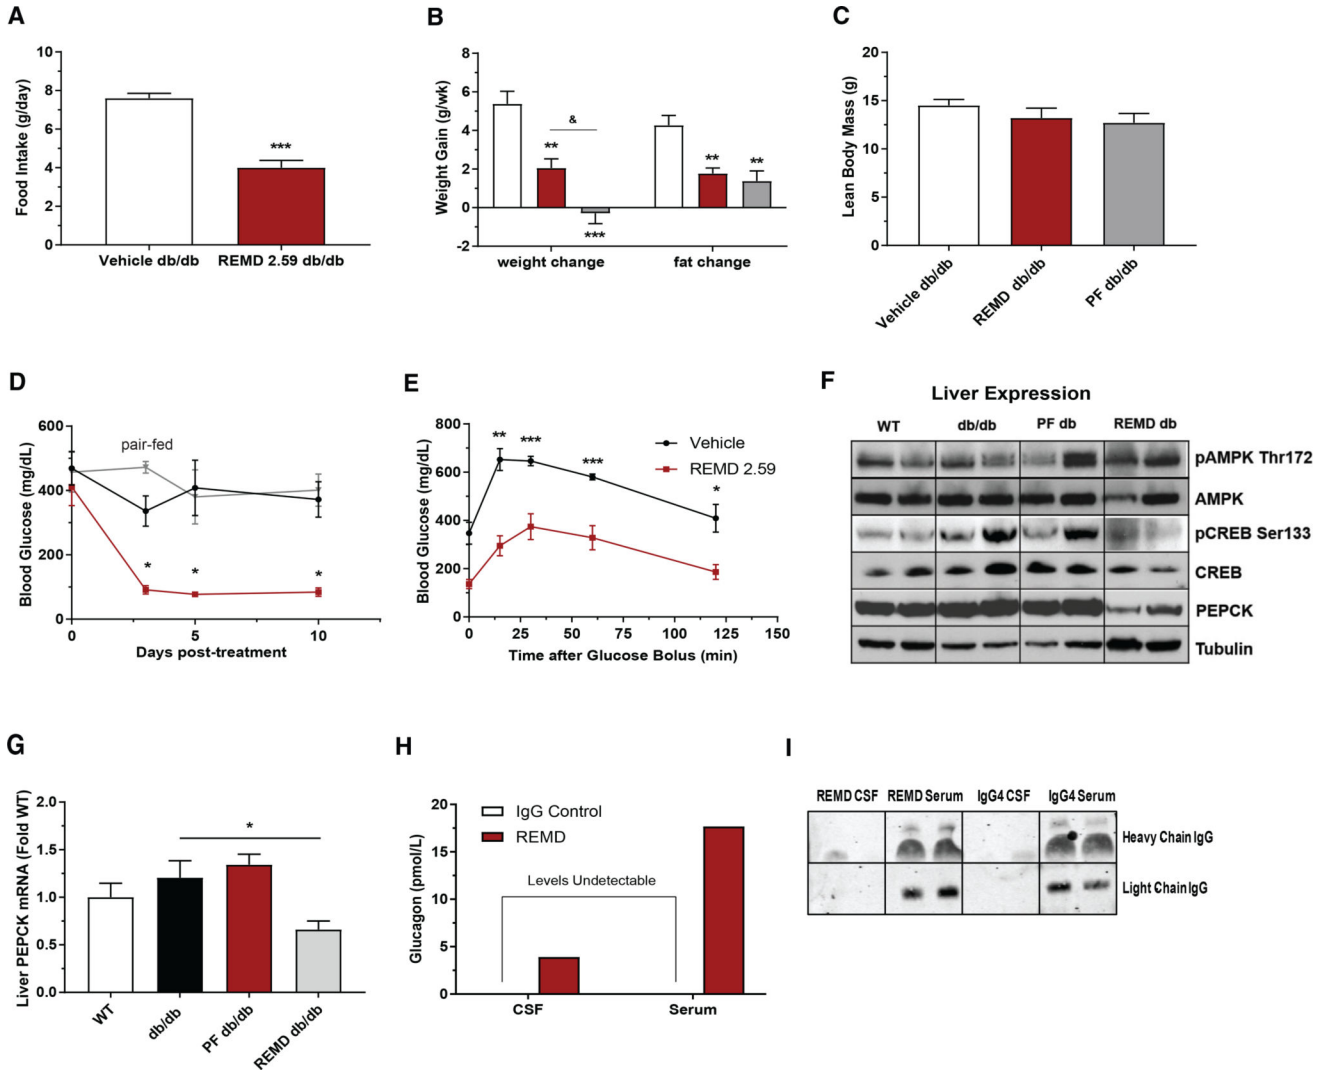 A
Food Intake (g/day)
10
8
6
4
2
0
***
Vehicle db/db
REMD 2.59 db/db
B
Weight Gain (g/wk)
8
6
4
2
0
-2
&
**
***
**
**
weight change
fat change
C
Lean Body Mass (g)
20
15
10
5
0
Vehicle db/db
REMD db/db
PF db/db
D
Blood Glucose (mg/dL)
600
400
200
0
pair-fed
*
*
*
0
5
10
Days post-treatment
E
Blood Glucose (mg/dL)
800
600
400
200
0
**
***
***
*
Vehicle
REMD 2.59
0
25
50
75
100
125
150
Time after Glucose Bolus (min)
F
Liver Expression
WT
db/db
PF db
REMD db
pAMPK Thr172
AMPK
pCREB Ser133
CREB
PEPCK
Tubulin
G
Liver PEPCK mRNA (Fold WT)
2.0
1.5
1.0
0.5
0.0
*
WT
db/db
PF db/db
REMD db/db
H
Glucagon (pmol/L)
20
15
10
5
0
IgG Control
REMD
Levels Undetectable
CSF
Serum
I
REMD CSF
REMD Serum
IgG4 CSF
IgG4 Serum
Heavy Chain IgG
Light Chain IgG